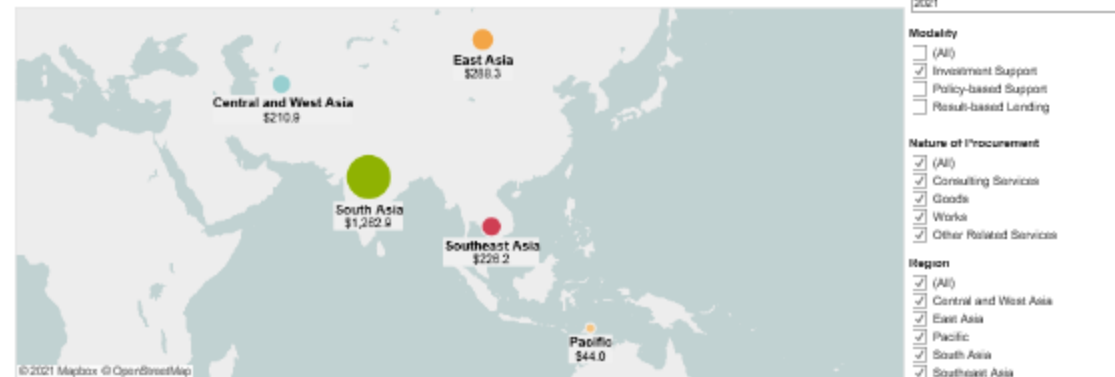 2021
Modality
(All)
Investment Support
Policy-based Support
Result-based Lending
Nature of Procurement
(All)
Consulting Services
Goods
Works
Other Related Services
Region
(All)
Central and West Asia
East Asia
Pacific
South Asia
Southeast Asia
East Asia
$288.3
Central and West Asia
$210.9
South Asia
$1,262.9
Southeast Asia
$226.2
Pacific
$44.0
© 2021 Mapbox © OpenStreetMap